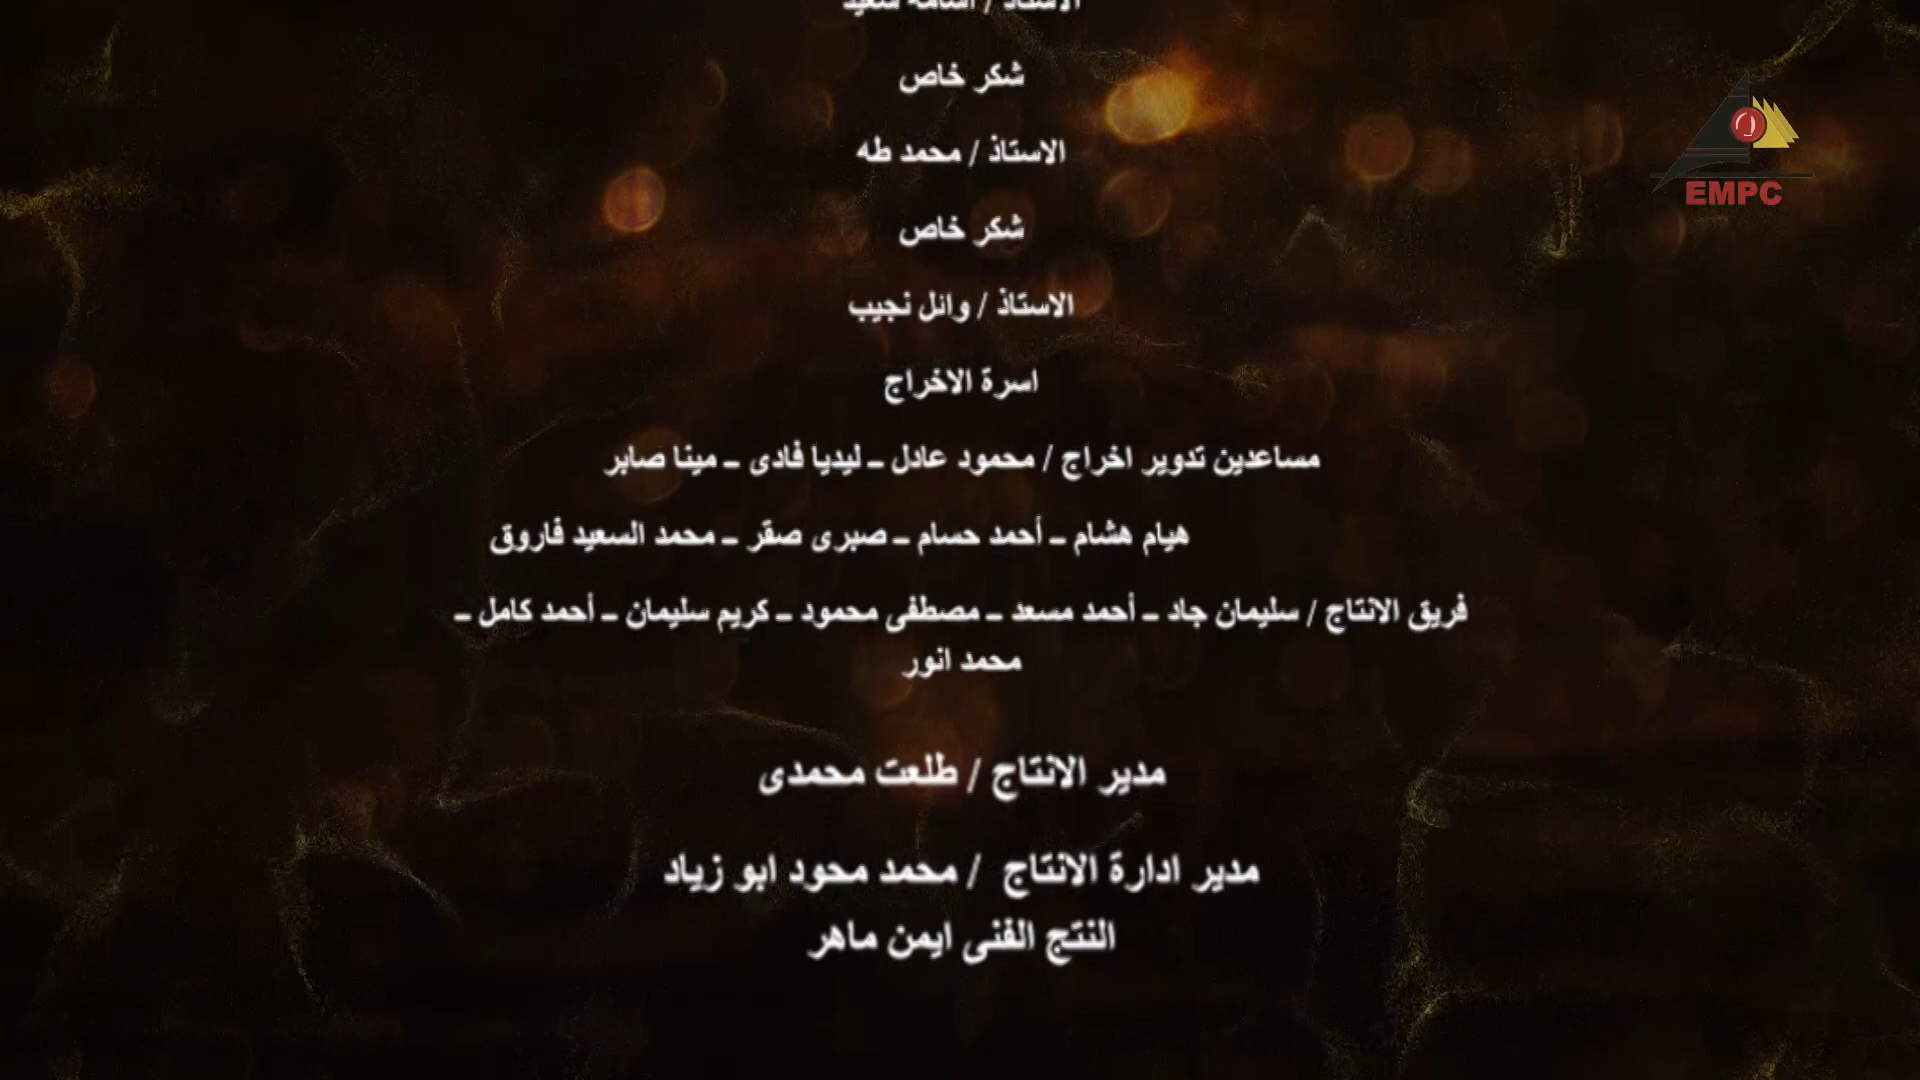 شكر خاص
الاستاذ / محمد طه
شكر خاص
الاستاذ / وائل نجيب
اسرة الاخراج
مساعدين تدوير اخراج / محمود عادل ـ ليديا فادى ـ مينا صابر
هيام هشام ـ أحمد حسام ـ صبرى صقر ـ محمد السعيد فاروق
فريق الانتاج / سليمان جاد ـ أحمد مسعد ـ مصطفى محمود ـ كريم سليمان ـ أحمد كامل ـ
محمد انور
مدير الانتاج / طلعت محمدى
مدير ادارة الانتاج / محمد محود ابو زياد
النتج الفنى ايمن ماهر
EMPC